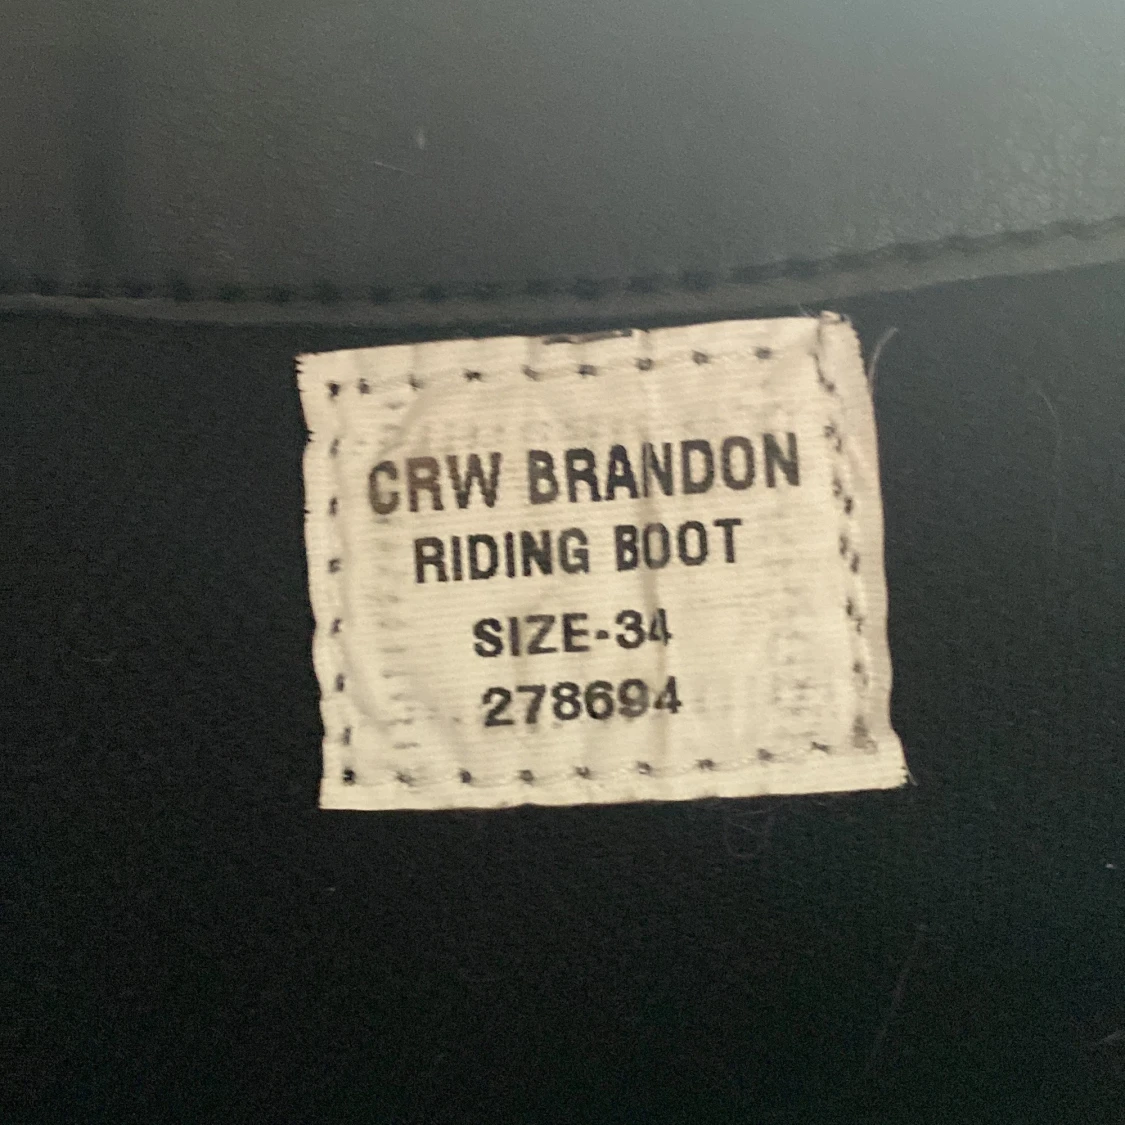 CRW BRANDON
RIDING BOOT
SIZE-34
278694